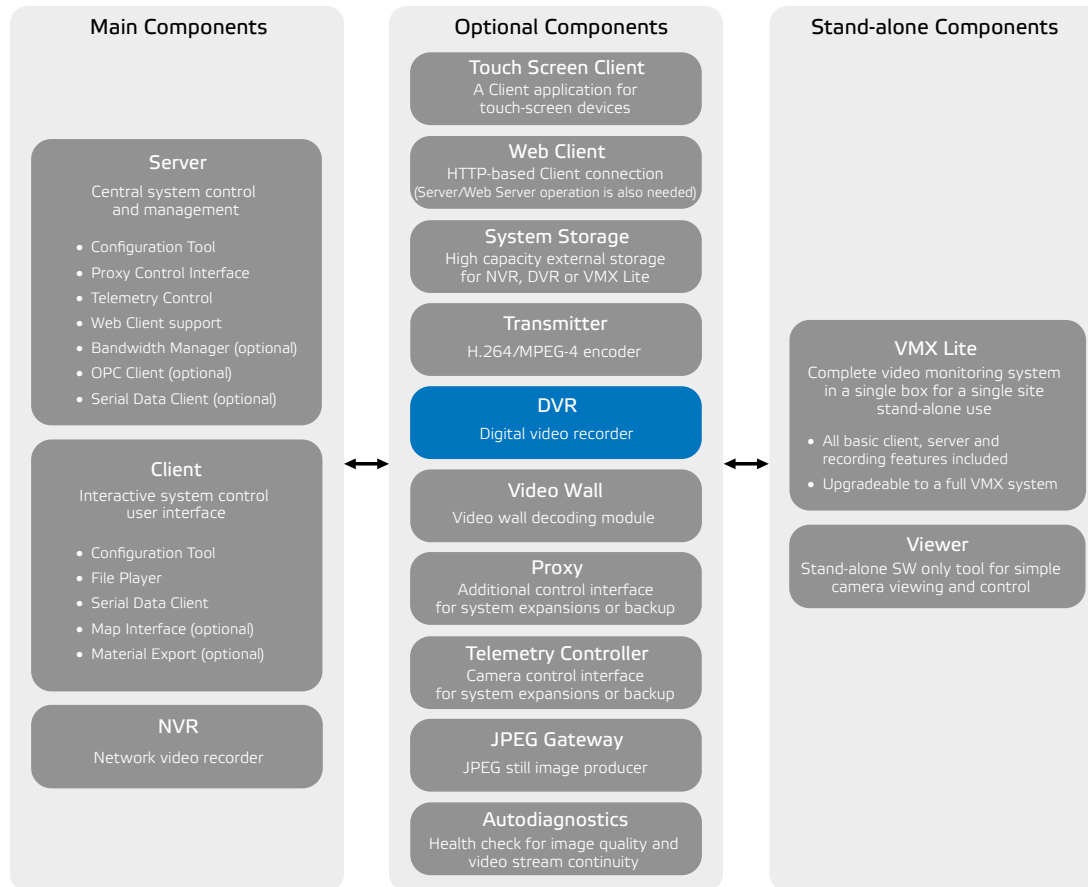 Main Components
Server
Central system control
and management
• Configuration Tool
• Proxy Control Interface
• Telemetry Control
• Web Client support
• Bandwidth Manager (optional)
• OPC Client (optional)
• Serial Data Client (optional)
Client
Interactive system control
user interface
• Configuration Tool
• File Player
• Serial Data Client
• Map Interface (optional)
• Material Export (optional)
NVR
Network video recorder
Optional Components
Touch Screen Client
A Client application for
touch-screen devices
Web Client
HTTP-based Client connection
(Server/Web Server operation is also needed)
System Storage
High capacity external storage
for NVR, DVR or VMX Lite
Transmitter
H.264/MPEG-4 encoder
DVR
Digital video recorder
Video Wall
Video wall decoding module
Proxy
Additional control interface
for system expansions or backup
Telemetry Controller
Camera control interface
for system expansions or backup
JPEG Gateway
JPEG still image producer
Autodiagnostics
Health check for image quality and
video stream continuity
Stand-alone Components
VMX Lite
Complete video monitoring system
in a single box for a single site
stand-alone use
• All basic client, server and
recording features included
• Upgradeable to a full VMX system
Viewer
Stand-alone SW only tool for simple
camera viewing and control